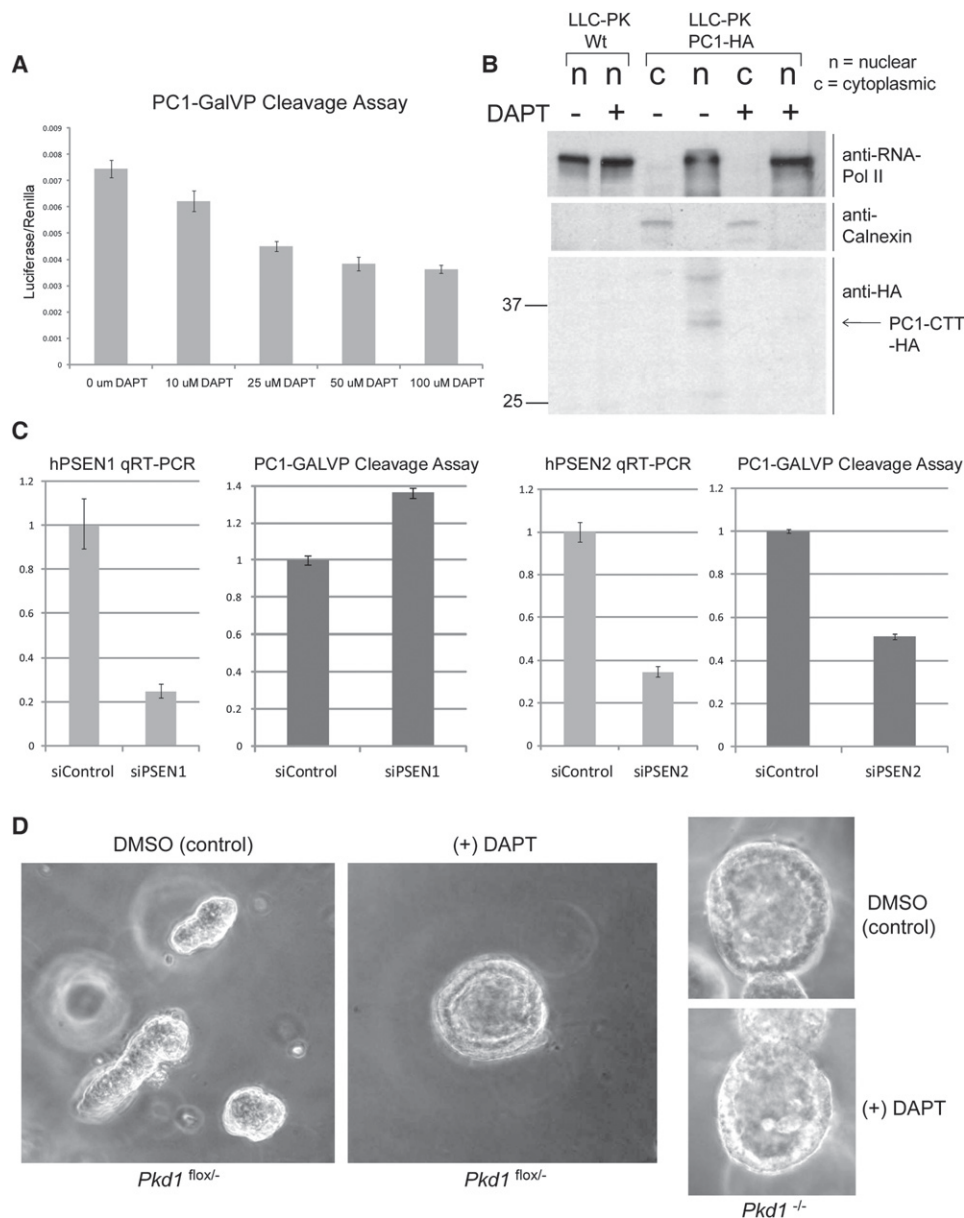 A
PC1-GalVP Cleavage Assay
Luciferase/Renilla
0.009
0.008
0.007
0.006
0.005
0.004
0.003
0.002
0.001
0
0 um DAPT 10 uM DAPT 25 uM DAPT 50 uM DAPT 100 uM DAPT
B
LLC-PK
Wt
LLC-PK
PC1-HA
n = nuclear
c = cytoplasmic
n n c n c n
DAPT - + - - + +
anti-RNA-
Pol II
anti-
Calnexin
anti-HA
37
PC1-CTT
-HA
25
C
hPSEN1 qRT-PCR
1.2
1
0.8
0.6
0.4
0.2
0
siControl siPSEN1
PC1-GALVP Cleavage Assay
1.4
1.2
1
0.8
0.6
0.4
0.2
0
siControl siPSEN1
hPSEN2 qRT-PCR
1.2
1
0.8
0.6
0.4
0.2
0
siControl siPSEN2
PC1-GALVP Cleavage Assay
1.2
1
0.8
0.6
0.4
0.2
0
siControl siPSEN2
D
DMSO (control)
(+) DAPT
DMSO
(control)
(+) DAPT
Pkd1 flox/-
Pkd1 flox/-
Pkd1 -/-